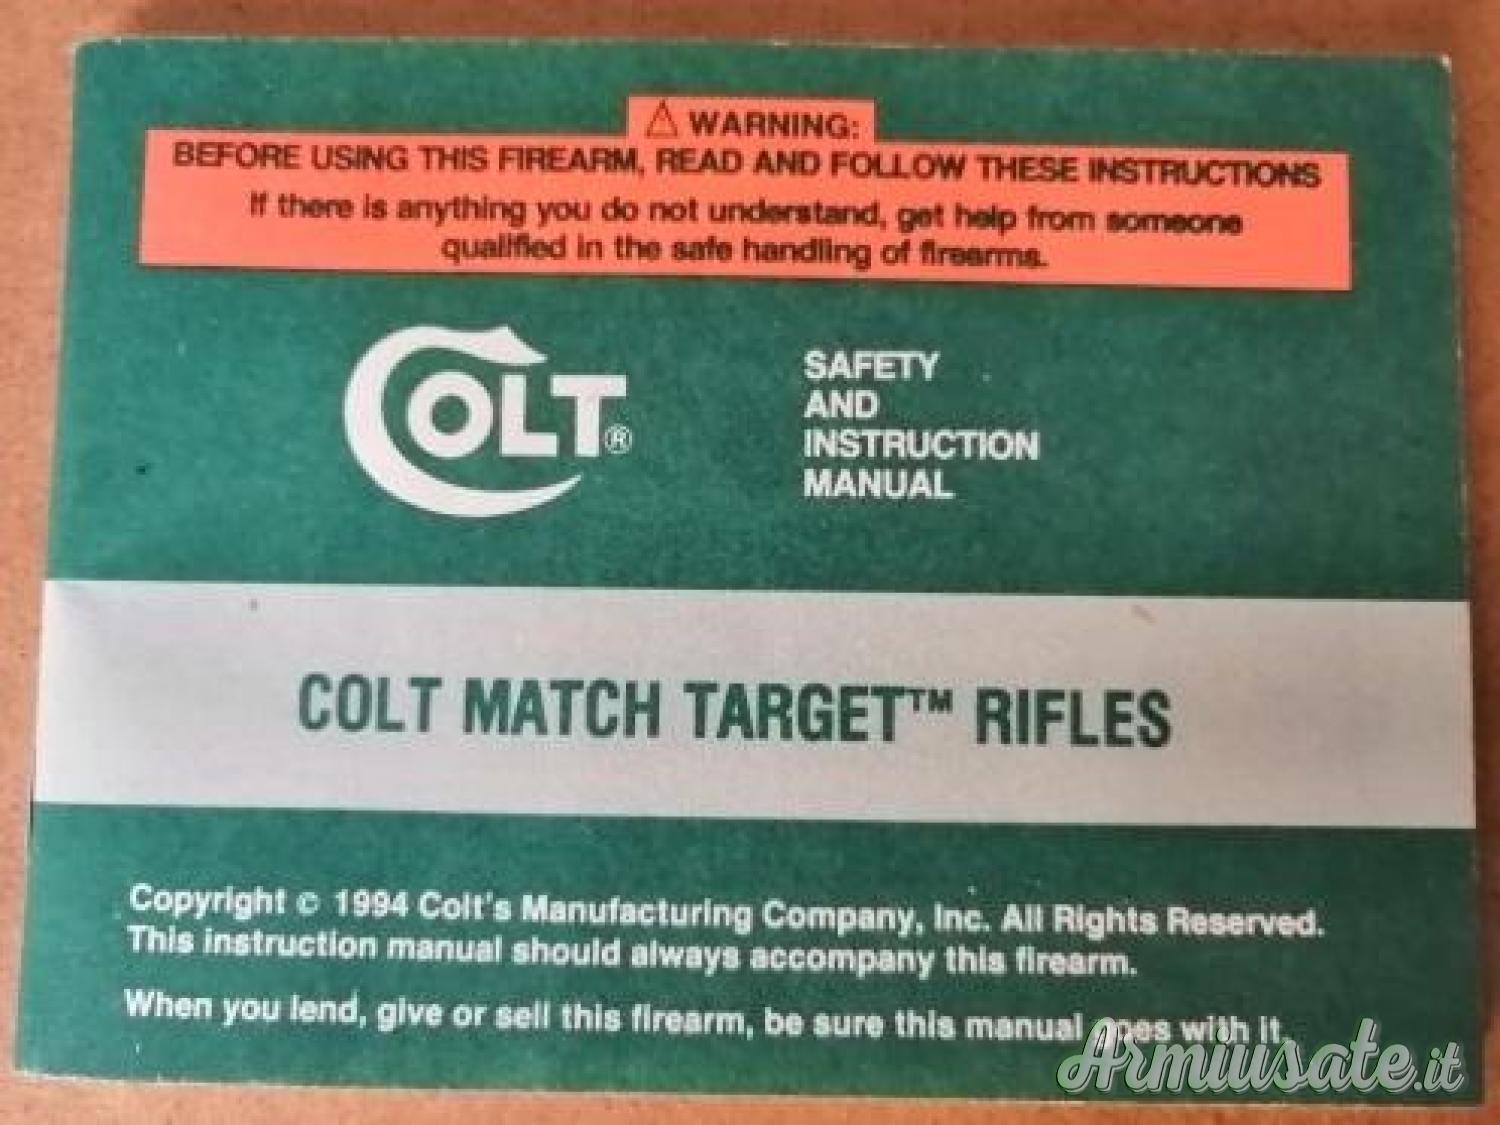 ⚠ WARNING:
BEFORE USING THIS FIREARM, READ AND FOLLOW THESE INSTRUCTIONS
If there is anything you do not understand, get help from someone
qualified in the safe handling of firearms.
COLT®
SAFETY
AND
INSTRUCTION
MANUAL
COLT MATCH TARGET™ RIFLES
Copyright © 1994 Colt's Manufacturing Company, Inc. All Rights Reserved.
This instruction manual should always accompany this firearm.
When you lend, give or sell this firearm, be sure this manual goes with it.
Armiusate.it